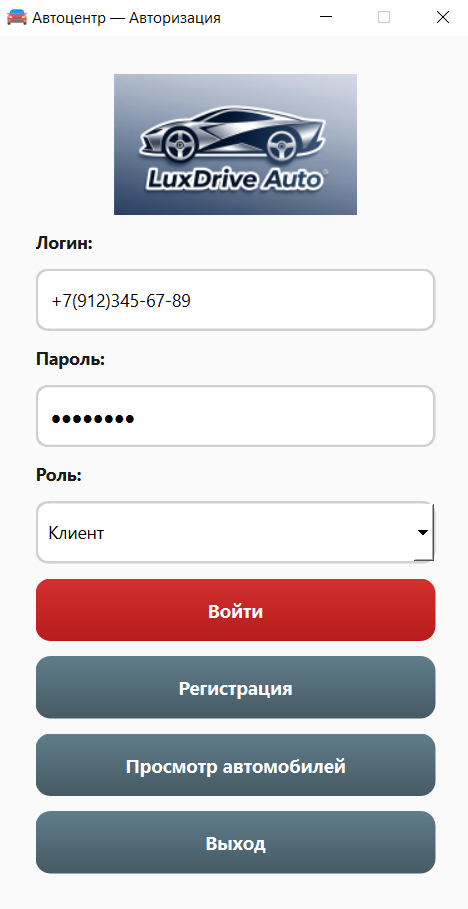 Автоцентр — Авторизация
LuxDrive Auto
Логин:
+7(912)345-67-89
Пароль:
●●●●●●●●
Роль:
Клиент
Войти
Регистрация
Просмотр автомобилей
Выход